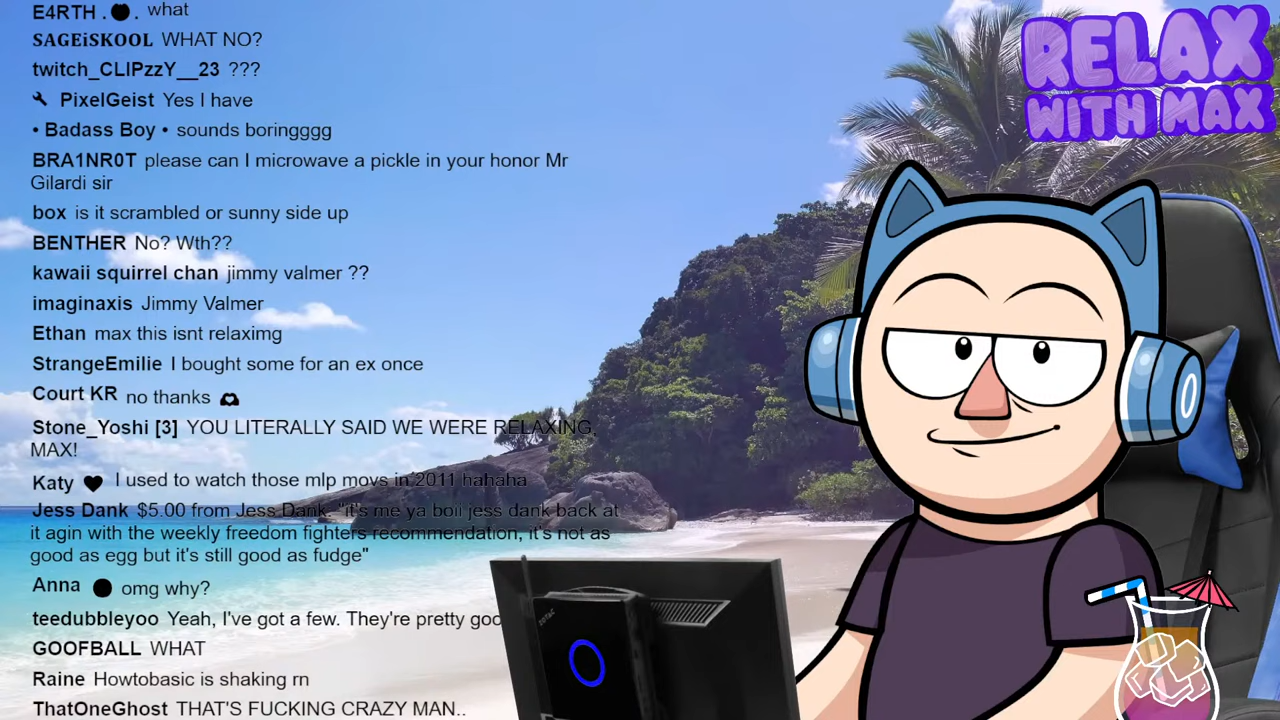 E4RTH . . what
SAGEiSKOOL WHAT NO?
twitch_CLIPzzY__23 ???
PixelGeist Yes I have
• Badass Boy • sounds boringggg
BRA1NR0T please can I microwave a pickle in your honor Mr
Gilardi sir
box is it scrambled or sunny side up
BENTHER No? Wth??
kawaii squirrel chan jimmy valmer ??
imaginaxis Jimmy Valmer
Ethan max this isnt relaximg
StrangeEmilie I bought some for an ex once
Court KR no thanks
Stone_Yoshi [3] YOU LITERALLY SAID WE WERE RELAXING,
MAX!
Katy I used to watch those mlp movs in 2011 hahaha
Jess Dank $5.00 from Jess Dank. "it's me ya boii jess dank back at
it agin with the weekly freedom fighters recommendation, it's not as
good as egg but it's still good as fudge"
Anna omg why?
teedubbleyoo Yeah, I've got a few. They're pretty goo
GOOFBALL WHAT
Raine Howtobasic is shaking rn
ThatOneGhost THAT'S FUCKING CRAZY MAN..
RELAX
WITH MAX
ZOTAC